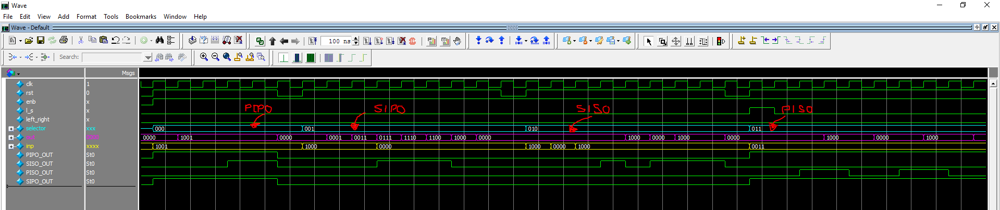 Wave
File Edit View Add Format Tools Bookmarks Window Help
Wave - Default
100 ns
Search:
Msgs
clk 1
rst 0
enb x
l_s x
left_right x
selector xxx 000 001 010 011
out 0000 0000 1001 0000 0001 0011 0111 1110 1100 1000 0000 1000 0000 1000 0000 1000 0000 1000
inp xxxx 1001 1000 0000 1000 0000 1000 0011
PIPO_OUT St0
SISO_OUT St0
PISO_OUT St0
SIPO_OUT St0
PIPO SIPO SISO PISO